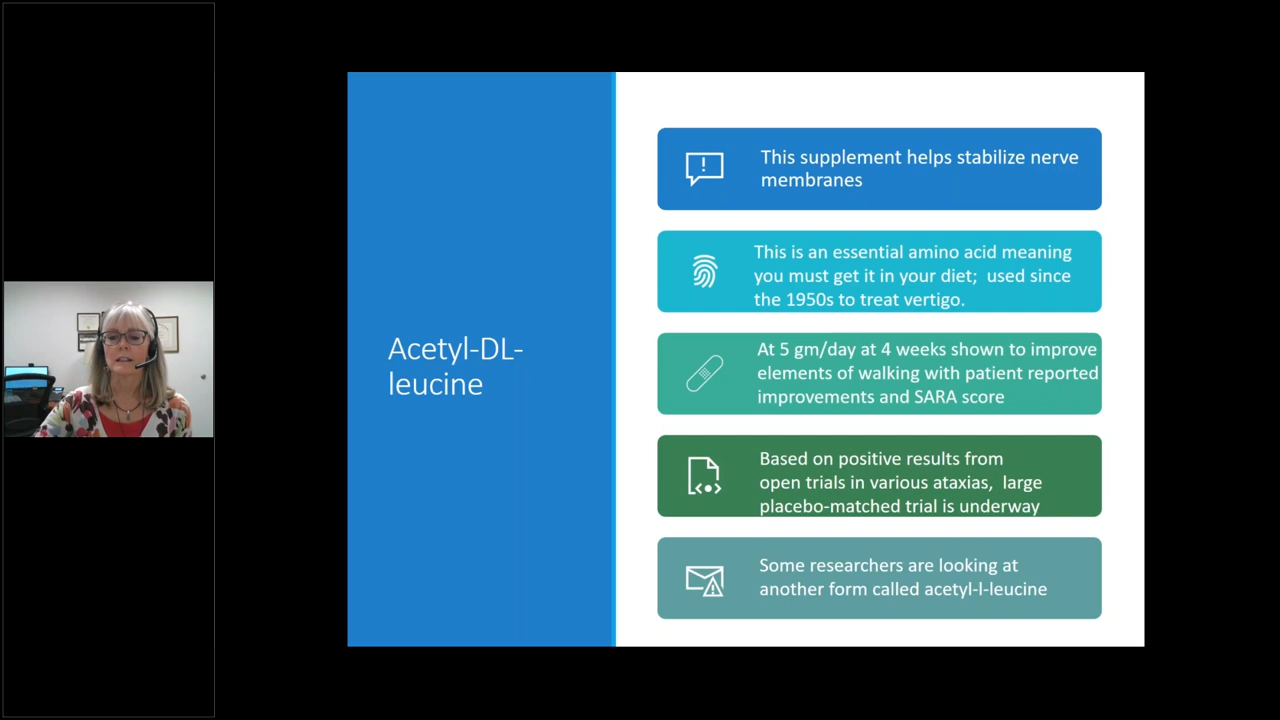 Acetyl-DL-
leucine
This supplement helps stabilize nerve
membranes
This is an essential amino acid meaning
you must get it in your diet;  used since
the 1950s to treat vertigo.
At 5 gm/day at 4 weeks shown to improve
elements of walking with patient reported
improvements and SARA score
Based on positive results from
open trials in various ataxias,  large
placebo-matched trial is underway
Some researchers are looking at
another form called acetyl-l-leucine